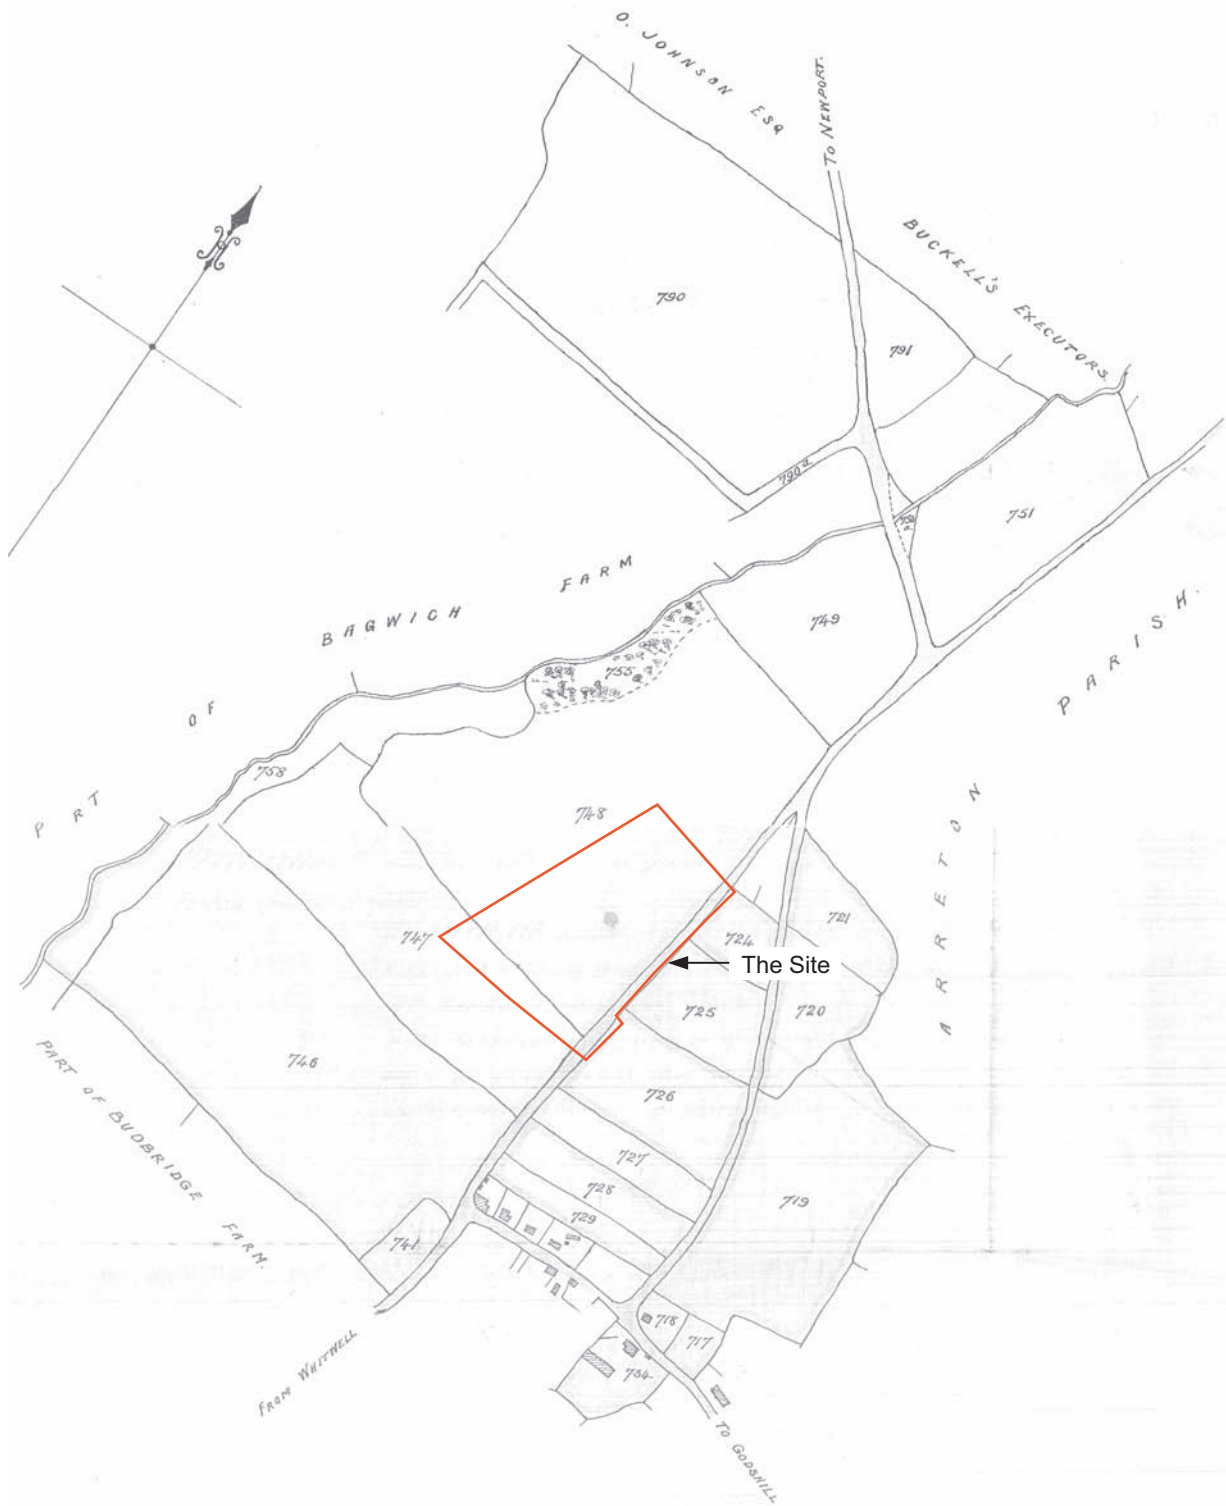 O. JOHNSON ESQ
TO NEWPORT.
BUCKELL'S EXECUTORS.
790
791
790a
751
749
PART OF BAGWICH FARM
755
758
ARRETON PARISH.
748
747
724
721
The Site
725
720
746
726
PART OF BUDBRIDGE FARM.
727
728
729
719
741
718
717
734
FROM WHITWELL
TO GODSHILL